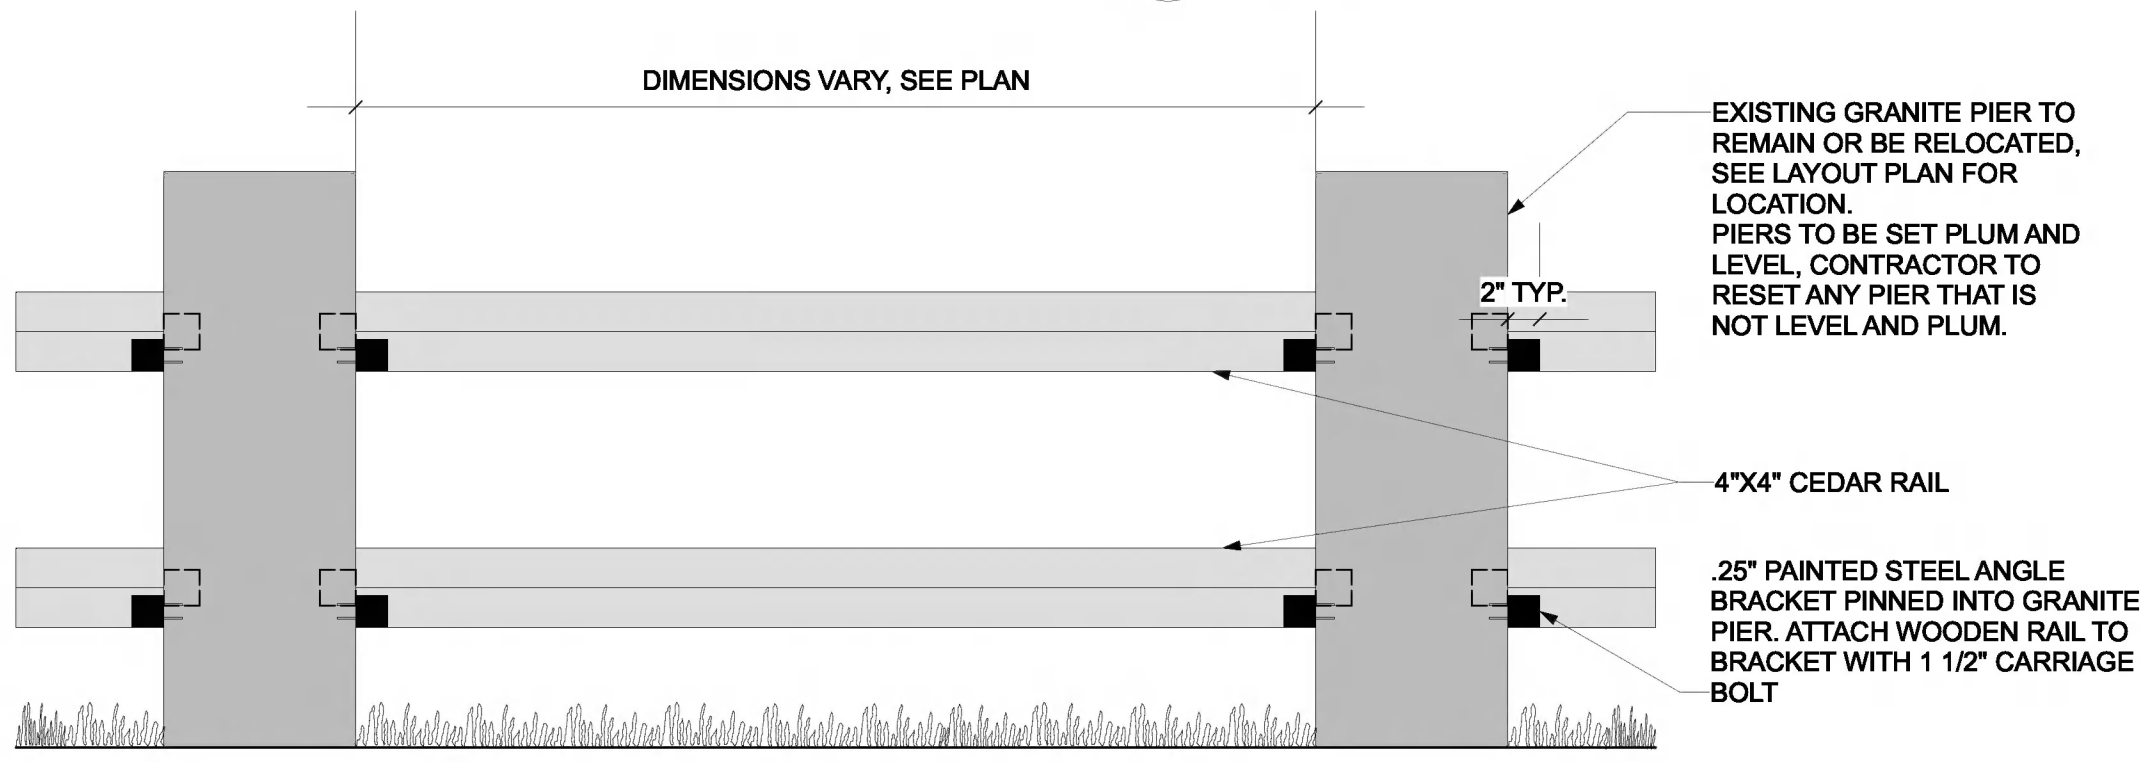 DIMENSIONS VARY, SEE PLAN
EXISTING GRANITE PIER TO
REMAIN OR BE RELOCATED,
SEE LAYOUT PLAN FOR
LOCATION.
PIERS TO BE SET PLUM AND
LEVEL, CONTRACTOR TO
RESET ANY PIER THAT IS
NOT LEVEL AND PLUM.
2" TYP.
4"X4" CEDAR RAIL
.25" PAINTED STEEL ANGLE
BRACKET PINNED INTO GRANITE
PIER. ATTACH WOODEN RAIL TO
BRACKET WITH 1 1/2" CARRIAGE
BOLT